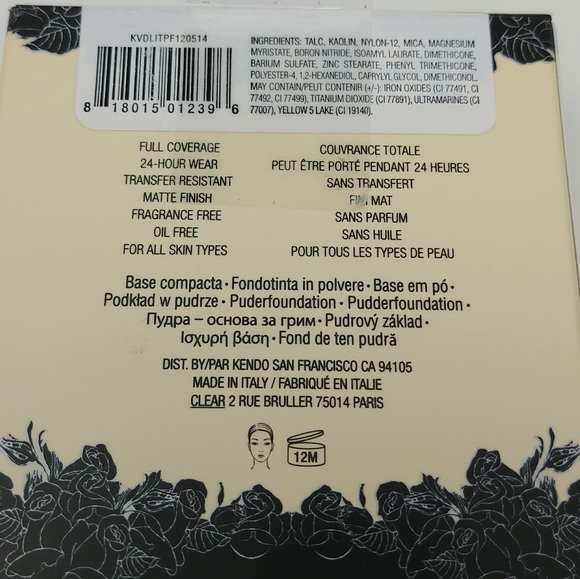 KVDLITPF120514
8 18015 01239 6
INGREDIENTS: TALC, KAOLIN, NYLON-12, MICA, MAGNESIUM
MYRISTATE, BORON NITRIDE, ISOAMYL LAURATE, DIMETHICONE,
BARIUM SULFATE, ZINC STEARATE, PHENYL TRIMETHICONE,
POLYESTER-4, 1,2-HEXANEDIOL, CAPRYLYL GLYCOL, DIMETHICONOL.
MAY CONTAIN/PEUT CONTENIR (+/-): IRON OXIDES (CI 77491, CI
77492, CI 77499), TITANIUM DIOXIDE (CI 77891), ULTRAMARINES (CI
77007), YELLOW 5 LAKE (CI 19140).
FULL COVERAGE
24-HOUR WEAR
TRANSFER RESISTANT
MATTE FINISH
FRAGRANCE FREE
OIL FREE
FOR ALL SKIN TYPES
COUVRANCE TOTALE
PEUT ÊTRE PORTÉ PENDANT 24 HEURES
SANS TRANSFERT
FINI MAT
SANS PARFUM
SANS HUILE
POUR TOUS LES TYPES DE PEAU
Base compacta • Fondotinta in polvere • Base em pó •
Podkład w pudrze • Puderfoundation • Pudderfoundation •
Пудра – основа за грим • Pudrový základ •
Ισχυρή βάση • Fond de ten pudră
DIST. BY/PAR KENDO SAN FRANCISCO CA 94105
MADE IN ITALY / FABRIQUÉ EN ITALIE
CLEAR 2 RUE BRULLER 75014 PARIS
12M